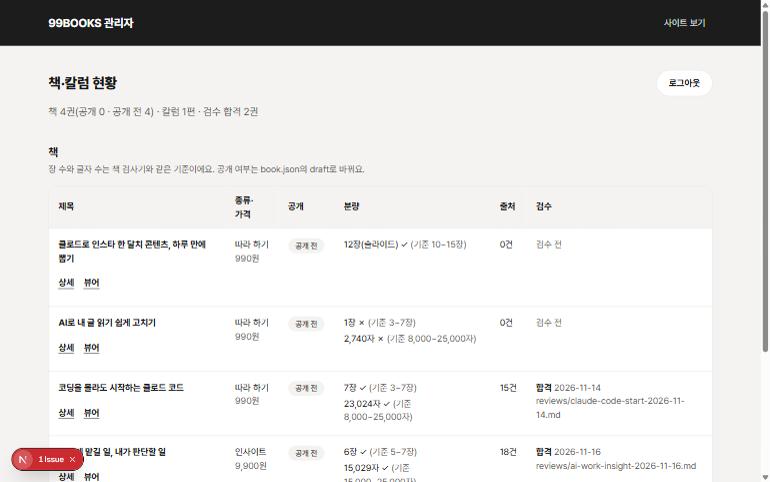 99BOOKS 관리자
사이트 보기
책·칼럼 현황
로그아웃
책 4권(공개 0 · 공개 전 4) · 칼럼 1편 · 검수 합격 2권
책
장 수와 글자 수는 책 검사기와 같은 기준이에요. 공개 여부는 book.json의 draft로 바꿔요.
제목
종류·
가격
공개
분량
출처
검수
클로드로 인스타 한 달치 콘텐츠, 하루 만에
뽑기
상세 뷰어
따라 하기
990원
공개 전
12장(슬라이드) ✓ (기준 10~15장)
0건
검수 전
AI로 내 글 읽기 쉽게 고치기
상세 뷰어
따라 하기
990원
공개 전
1장 × (기준 3~7장)
2,740자 × (기준 8,000~25,000자)
0건
검수 전
코딩을 몰라도 시작하는 클로드 코드
상세 뷰어
따라 하기
990원
공개 전
7장 ✓ (기준 3~7장)
23,024자 ✓ (기준
8,000~25,000자)
15건
합격 2026-11-14
reviews/claude-code-start-2026-11-
14.md
맡길 일, 내가 판단할 일
상세 뷰어
인사이트
9,900원
공개 전
6장 ✓ (기준 5~7장)
15,029자 ✓ (기준
18건
합격 2026-11-16
reviews/ai-work-insight-2026-11-16.md
N 1 Issue ×